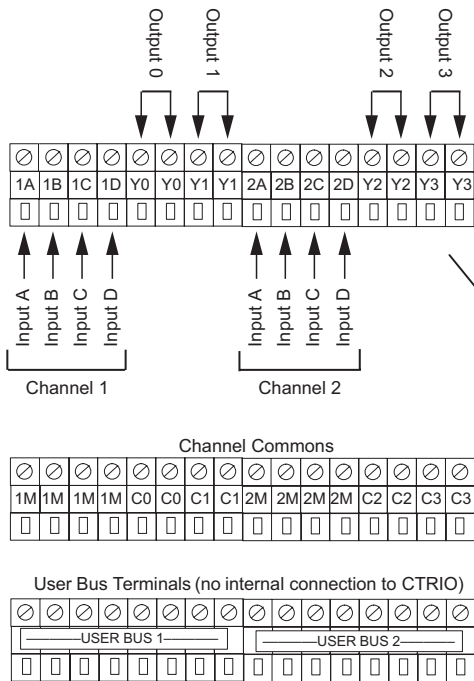 Output 0
Output 1
Output 2
Output 3
1A 1B 1C 1D Y0 Y0 Y1 Y1 2A 2B 2C 2D Y2 Y2 Y3 Y3
Input A
Input B
Input C
Input D
Input A
Input B
Input C
Input D
Channel 1
Channel 2
Channel Commons
1M 1M 1M 1M C0 C0 C1 C1 2M 2M 2M 2M C2 C2 C3 C3
User Bus Terminals (no internal connection to CTRIO)
USER BUS 1
USER BUS 2